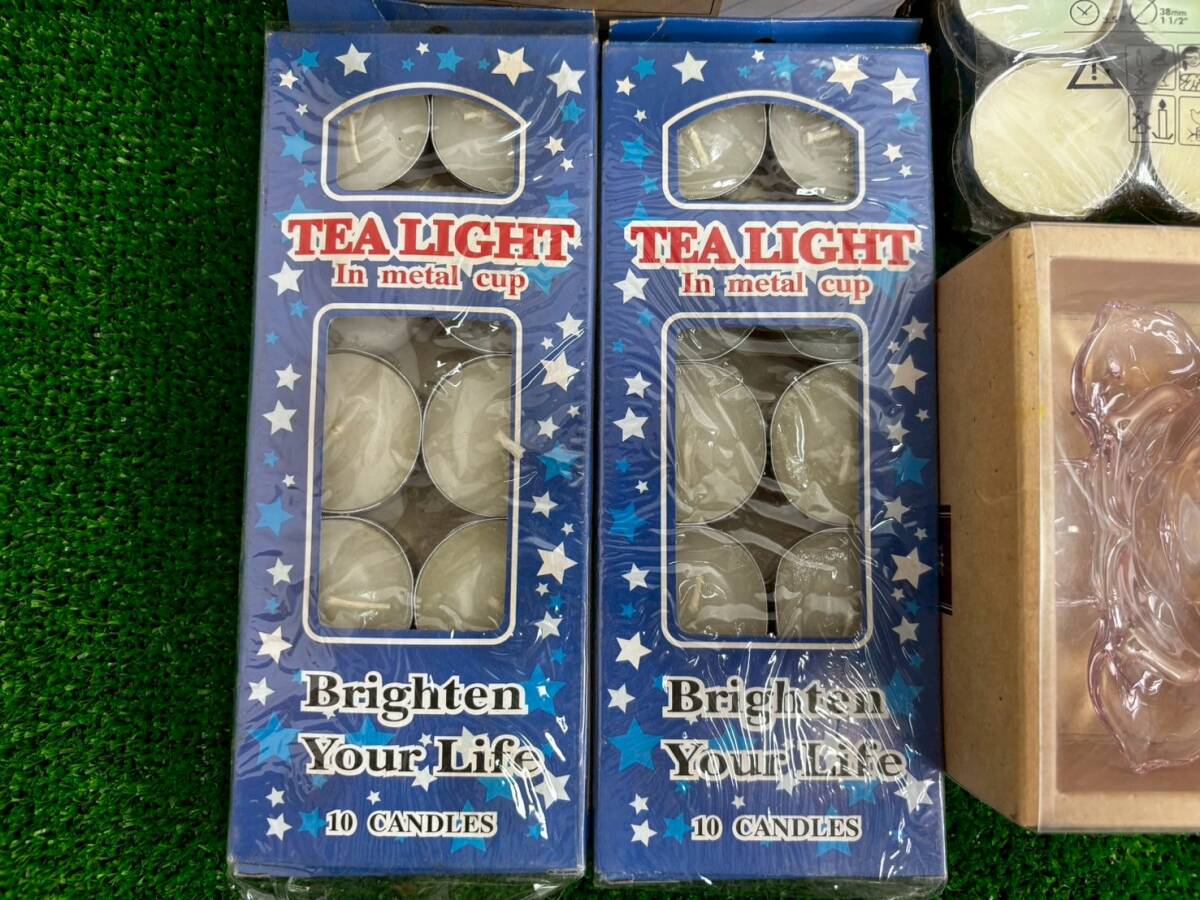 TEA LIGHT
In metal cup
Brighten
Your Life
10 CANDLES
TEA LIGHT
In metal cup
Brighten
Your Life
10 CANDLES
38mm
1 1/2"